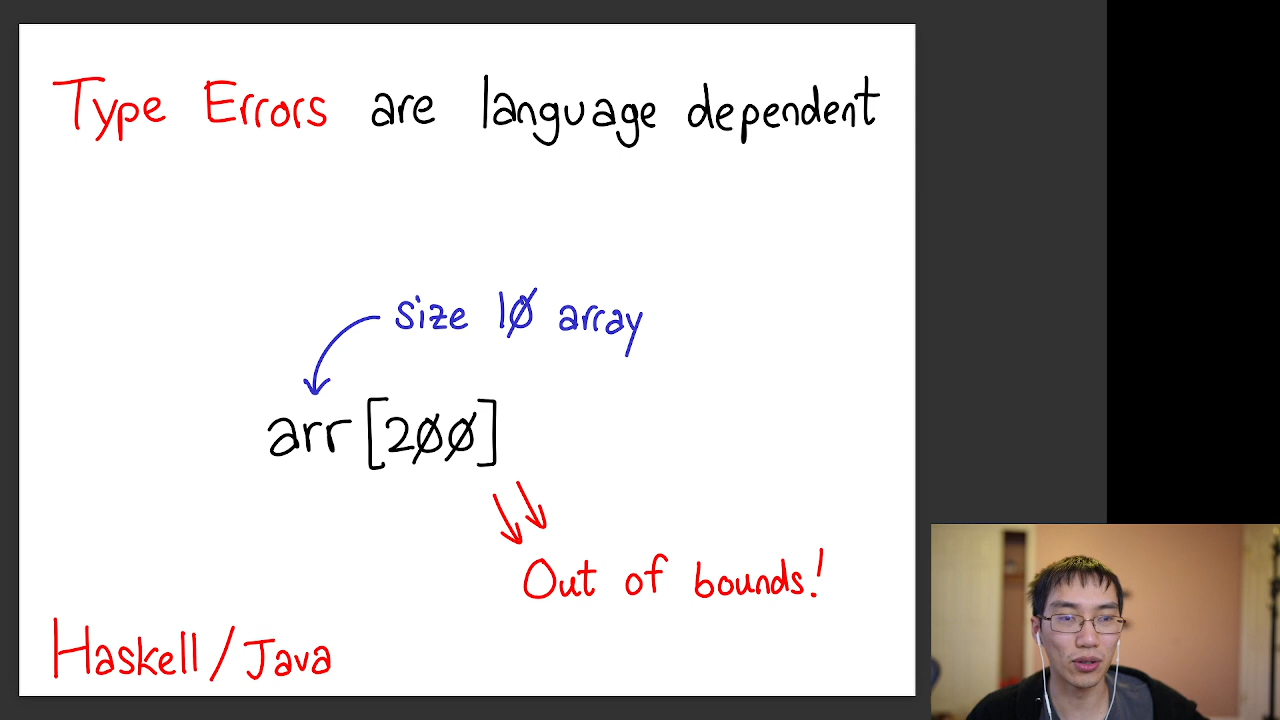 Type Errors are language dependent
size 10 array
arr[200]
Out of bounds!
Haskell/Java